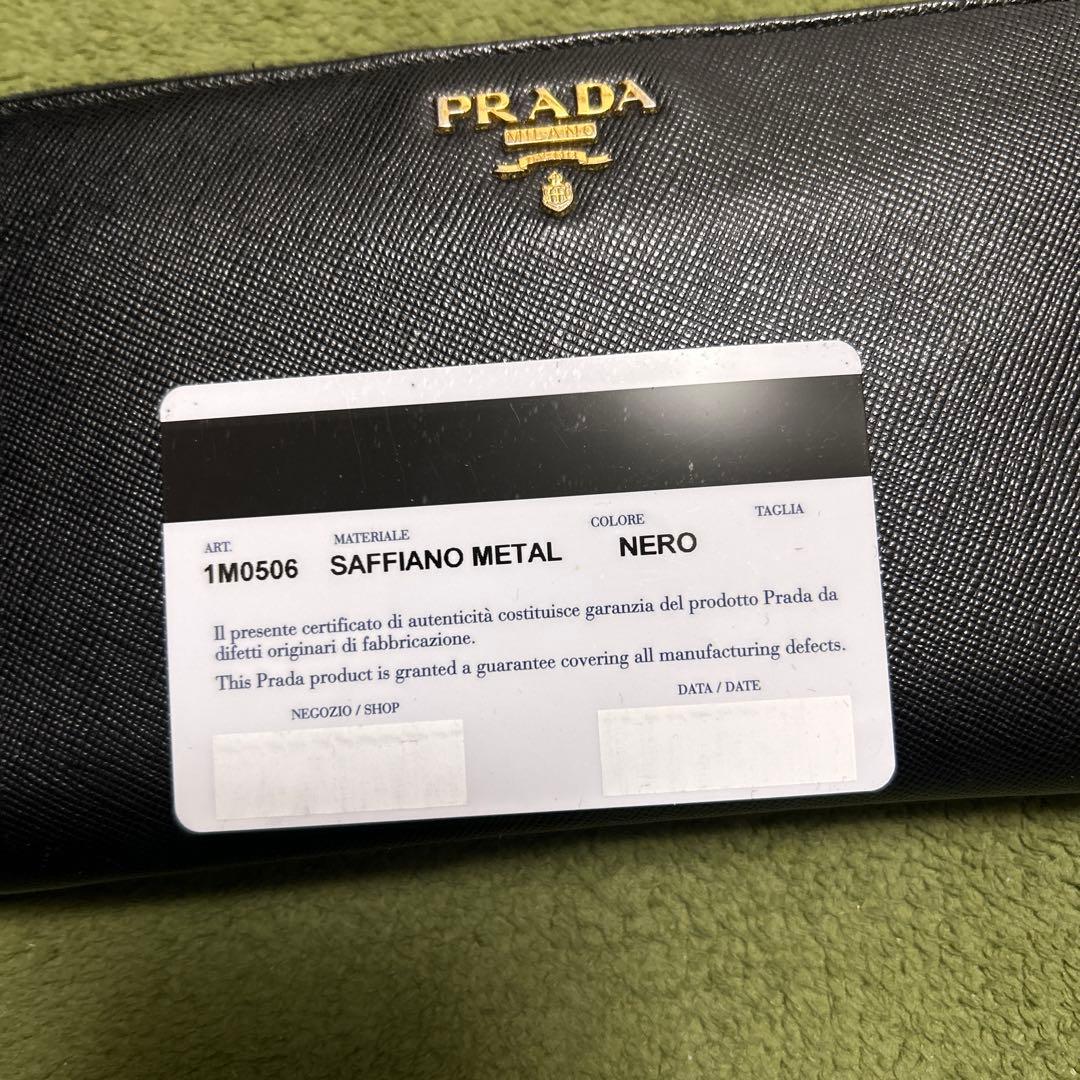 PRADA
MILANO
ART.
MATERIALE
COLORE
TAGLIA
1M0506
SAFFIANO METAL
NERO
Il presente certificato di autenticità costituisce garanzia del prodotto Prada da
difetti originari di fabbricazione.
This Prada product is granted a guarantee covering all manufacturing defects.
NEGOZIO / SHOP
DATA / DATE